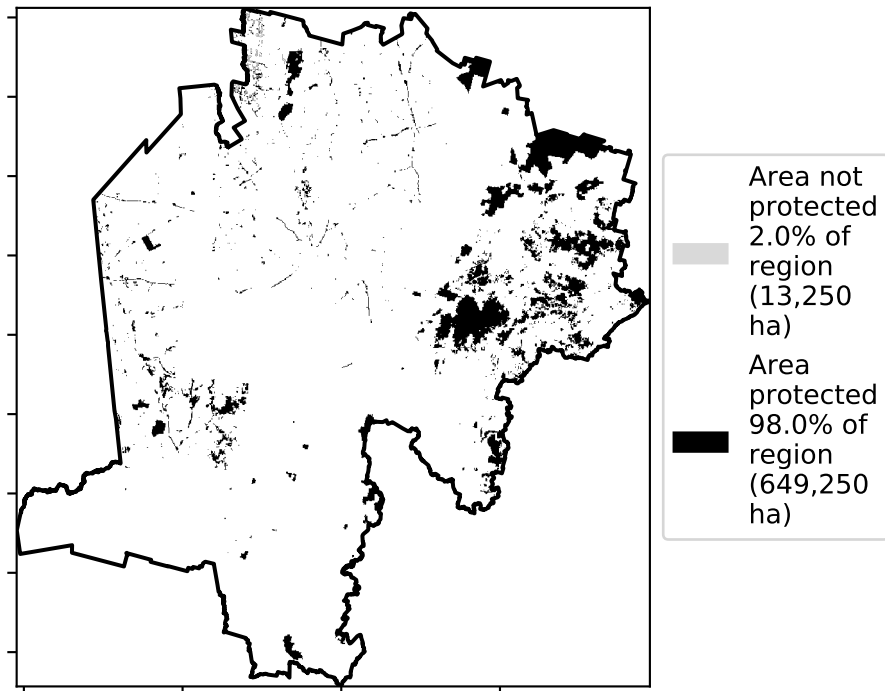 Area not
protected
2.0% of
region
(13,250
ha)
Area
protected
98.0% of
region
(649,250
ha)